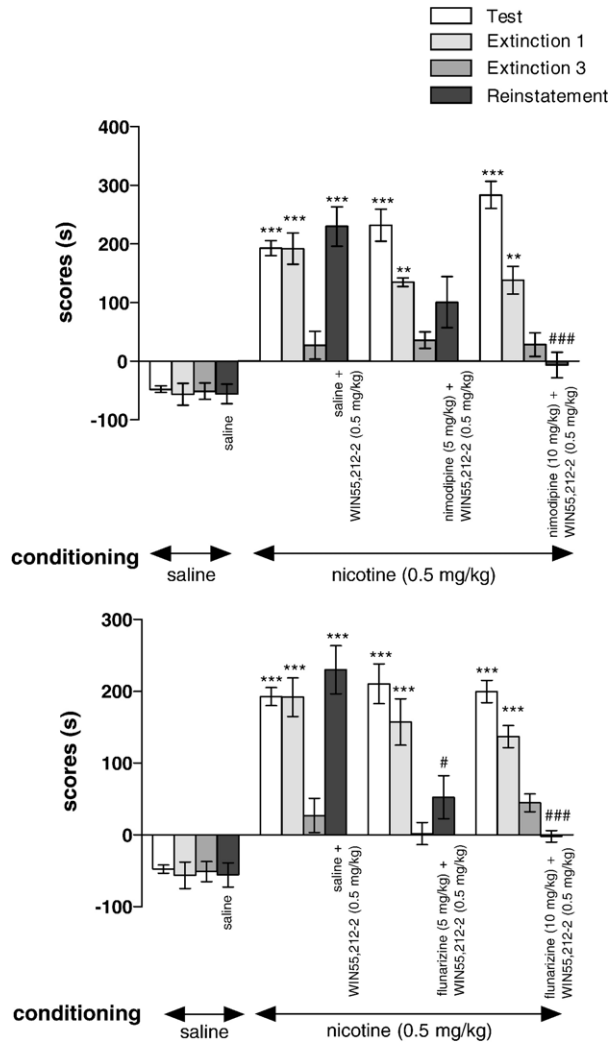 Test
Extinction 1
Extinction 3
Reinstatement
scores (s)
400
300
200
100
0
-100
***
***
***
***
**
***
**
###
saline
saline +
WIN55,212-2 (0.5 mg/kg)
nimodipine (5 mg/kg) +
WIN55,212-2 (0.5 mg/kg)
nimodipine (10 mg/kg) +
WIN55,212-2 (0.5 mg/kg)
conditioning
saline
nicotine (0.5 mg/kg)
scores (s)
300
200
100
0
-100
***
***
***
***
***
#
***
***
###
saline
saline +
WIN55,212-2 (0.5 mg/kg)
flunarizine (5 mg/kg) +
WIN55,212-2 (0.5 mg/kg)
flunarizine (10 mg/kg) +
WIN55,212-2 (0.5 mg/kg)
conditioning
saline
nicotine (0.5 mg/kg)